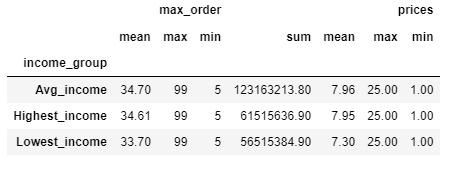 max_order prices
mean max min sum mean max min
income_group
Avg_income 34.70 99 5 123163213.80 7.96 25.00 1.00
Highest_income 34.61 99 5 61515636.90 7.95 25.00 1.00
Lowest_income 33.70 99 5 56515384.90 7.30 25.00 1.00